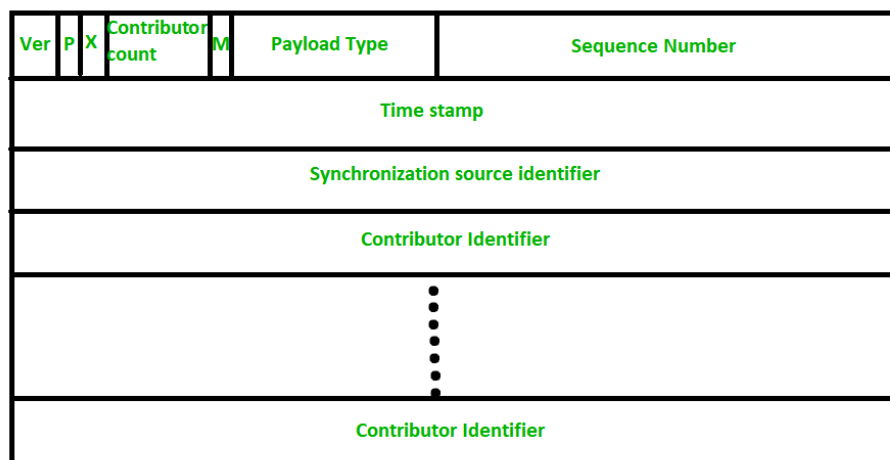 Ver P X Contributor count M Payload Type Sequence Number
Time stamp
Synchronization source identifier
Contributor Identifier
Contributor Identifier